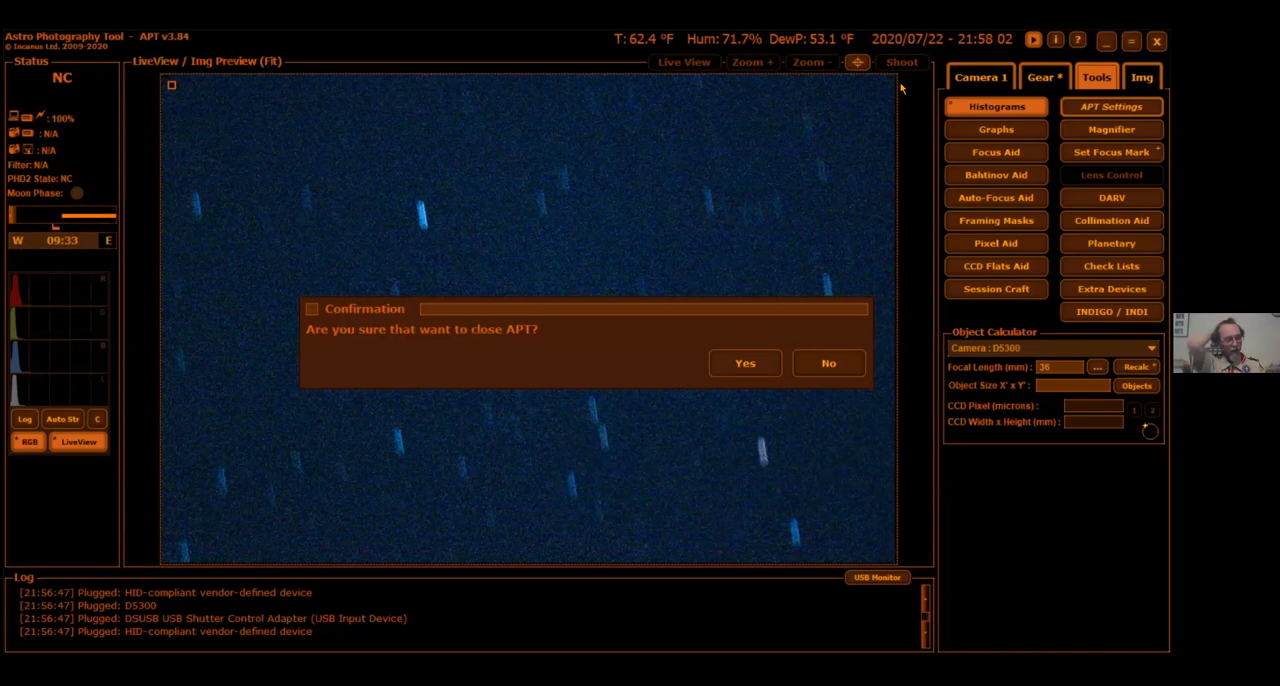 Astro Photography Tool - APT v3.84
© Incanus Ltd. 2009-2020
T: 62.4 ºF Hum: 71.7% DewP: 53.1 ºF 2020/07/22 - 21:58 02
i ? _ = X
Status
NC
: 100%
: N/A
: N/A
Filter: N/A
PHD2 State: NC
Moon Phase:
W 09:33 E
R
G
B
L
Log Auto Str C
RGB LiveView
LiveView / Img Preview (Fit)
Live View Zoom + Zoom - Shoot
Confirmation
Are you sure that want to close APT?
Yes No
Camera 1 Gear * Tools Img
Histograms APT Settings
Graphs Magnifier
Focus Aid Set Focus Mark
Bahtinov Aid Lens Control
Auto-Focus Aid DARV
Framing Masks Collimation Aid
Pixel Aid Planetary
CCD Flats Aid Check Lists
Session Craft Extra Devices
INDIGO / INDI
Object Calculator
Camera : D5300
Focal Length (mm) : 36 ... Recalc
Object Size X' x Y' : Objects
CCD Pixel (microns) : 1 2
CCD Width x Height (mm) :
Log
USB Monitor
[21:56:47] Plugged: HID-compliant vendor-defined device
[21:56:47] Plugged: D5300
[21:56:47] Plugged: DSUSB USB Shutter Control Adapter (USB Input Device)
[21:56:47] Plugged: HID-compliant vendor-defined device